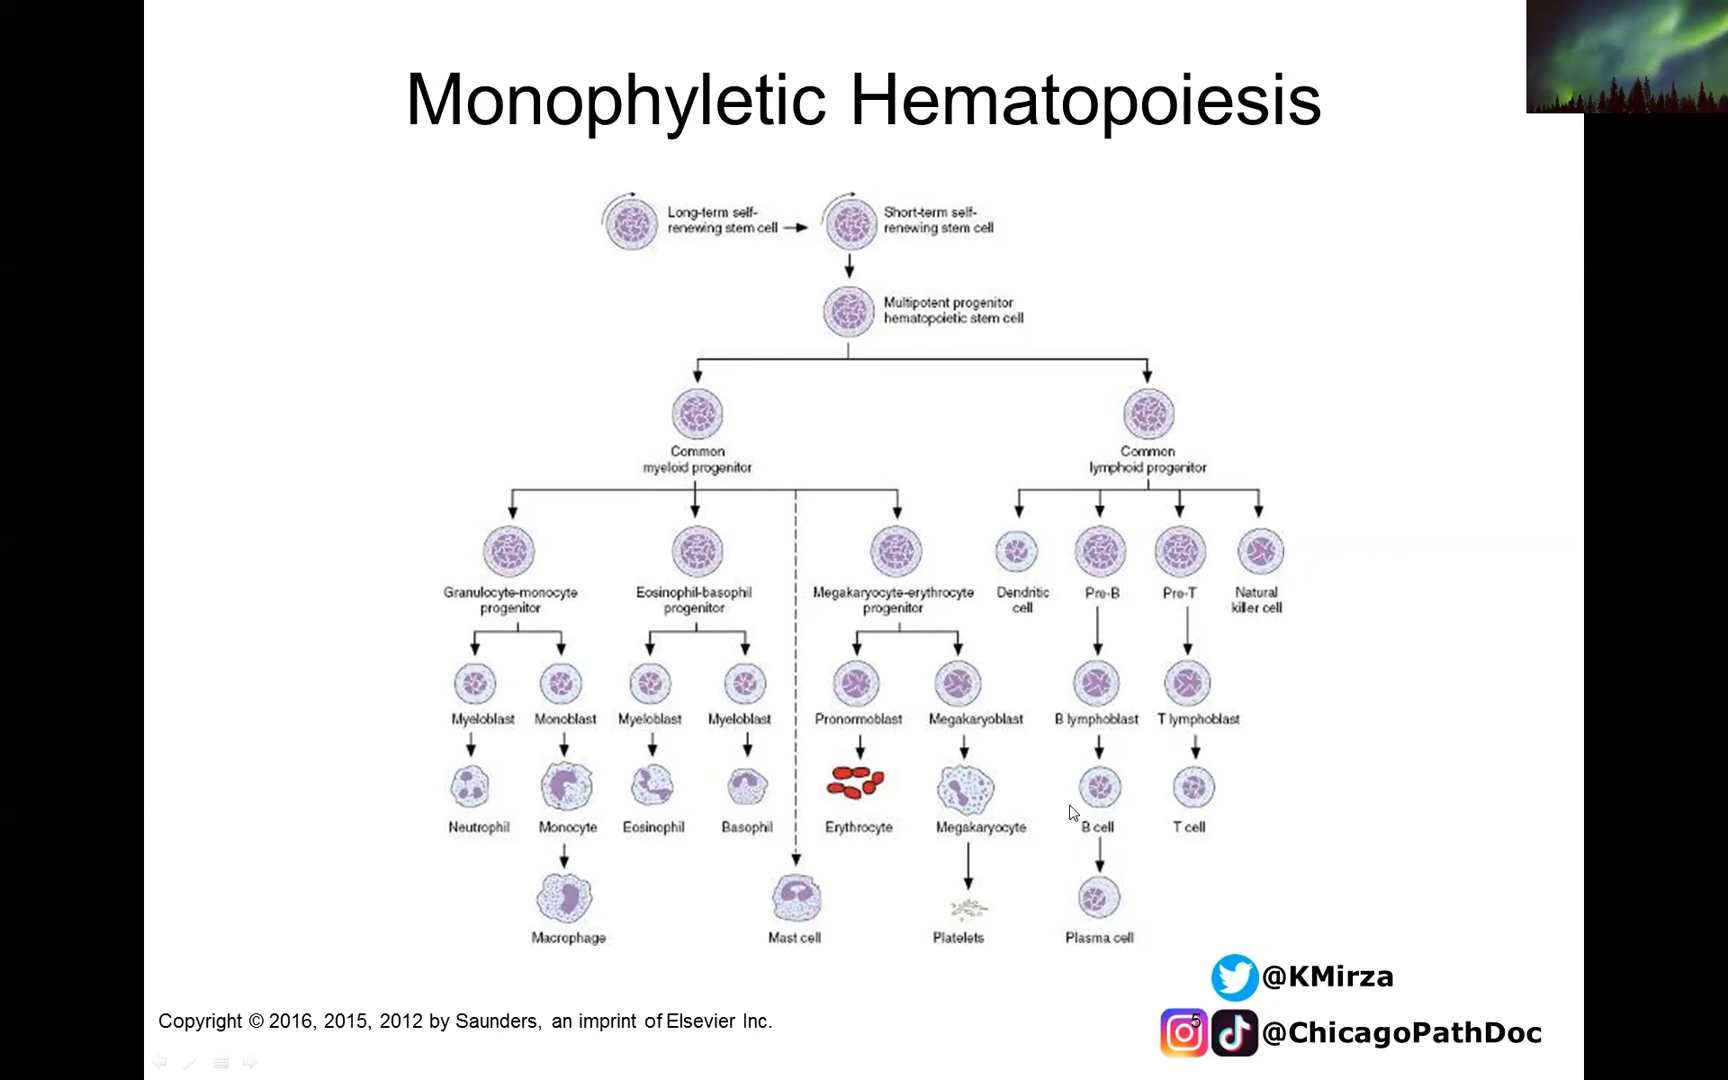 Monophyletic Hematopoiesis
Long-term self-
renewing stem cell
Short-term self-
renewing stem cell
Multipotent progenitor
hematopoietic stem cell
Common
myeloid progenitor
Common
lymphoid progenitor
Granulocyte-monocyte
progenitor
Eosinophil-basophil
progenitor
Megakaryocyte-erythrocyte
progenitor
Dendritic
cell
Pre-B
Pre-T
Natural
killer cell
Myeloblast
Monoblast
Myeloblast
Myeloblast
Pronormoblast
Megakaryoblast
B lymphoblast
T lymphoblast
Neutrophil
Monocyte
Eosinophil
Basophil
Erythrocyte
Megakaryocyte
B cell
T cell
Macrophage
Mast cell
Platelets
Plasma cell
@KMirza
Copyright © 2016, 2015, 2012 by Saunders, an imprint of Elsevier Inc.
5
@ChicagoPathDoc